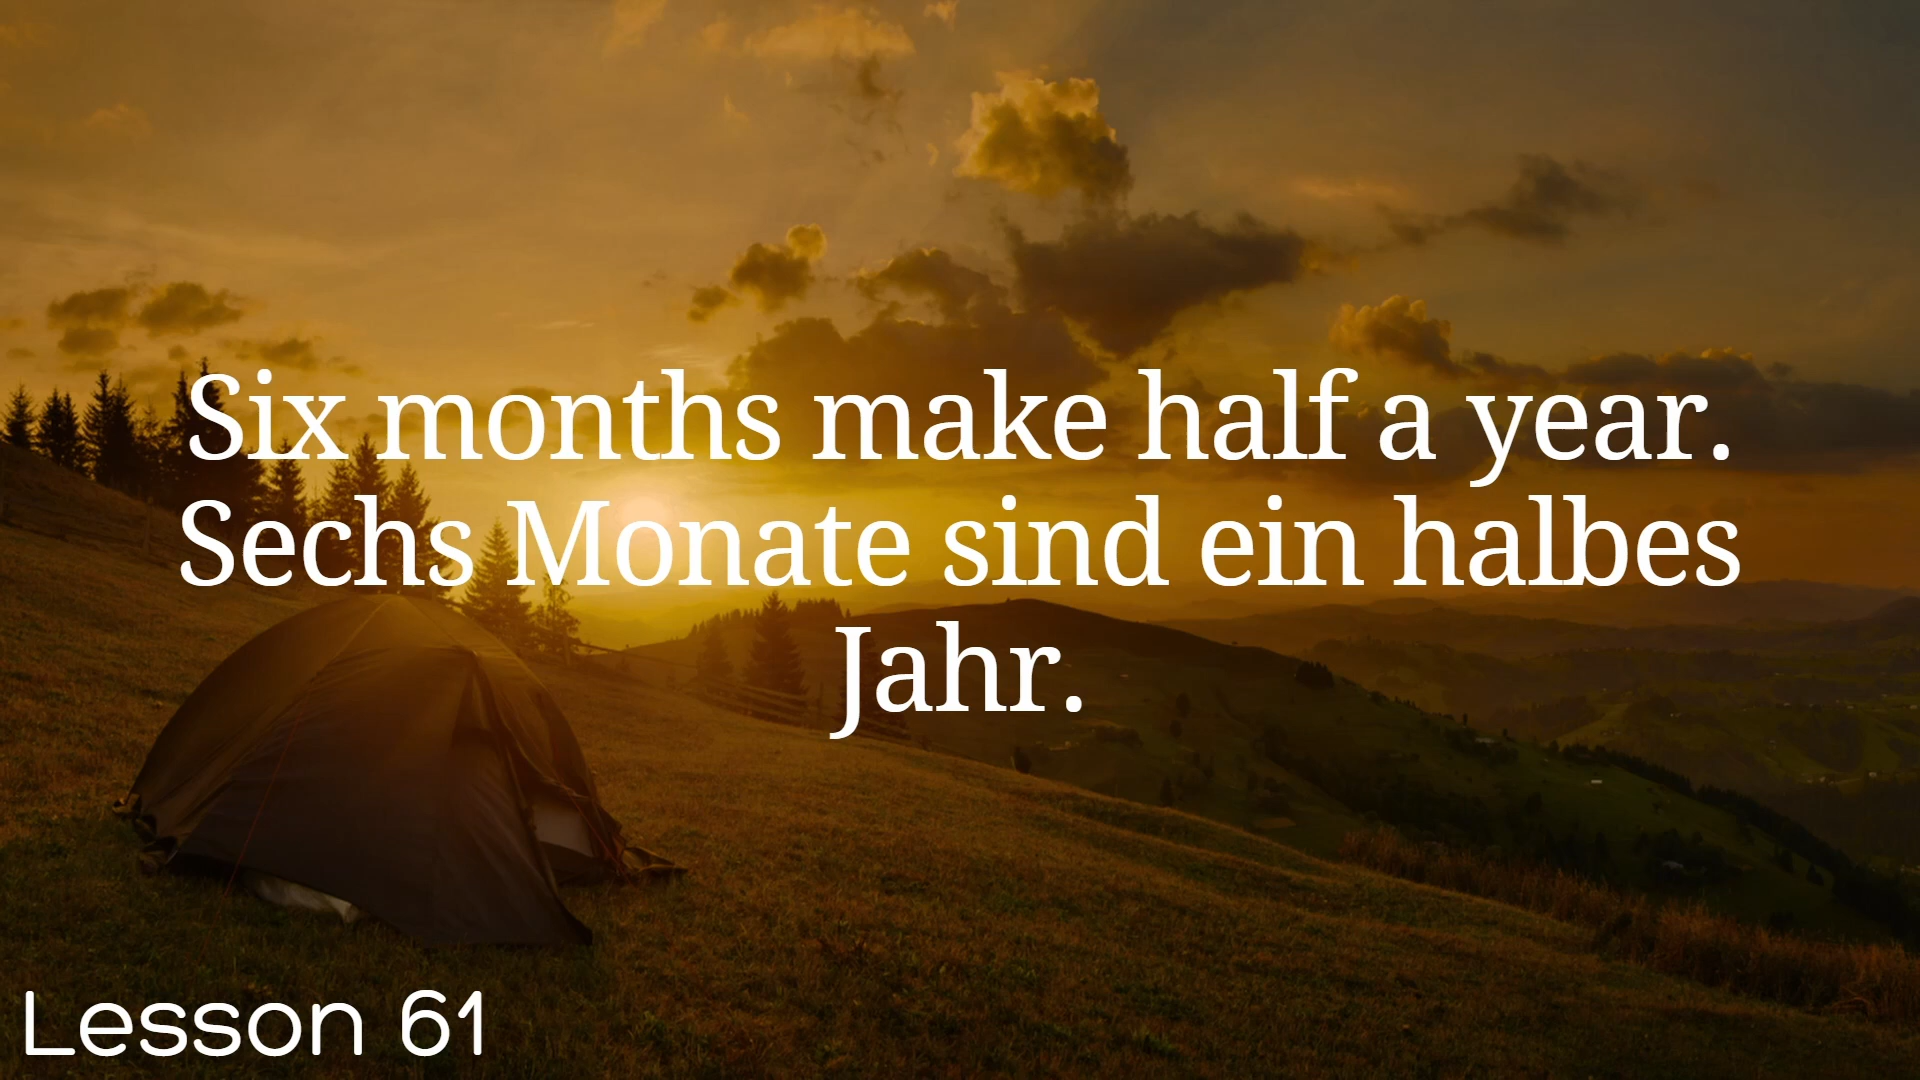 Six months make half a year.
Sechs Monate sind ein halbes
Jahr.
Lesson 61